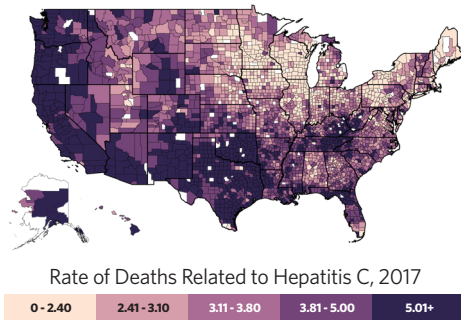 Rate of Deaths Related to Hepatitis C, 2017
0 - 2.40 2.41 - 3.10 3.11 - 3.80 3.81 - 5.00 5.01+